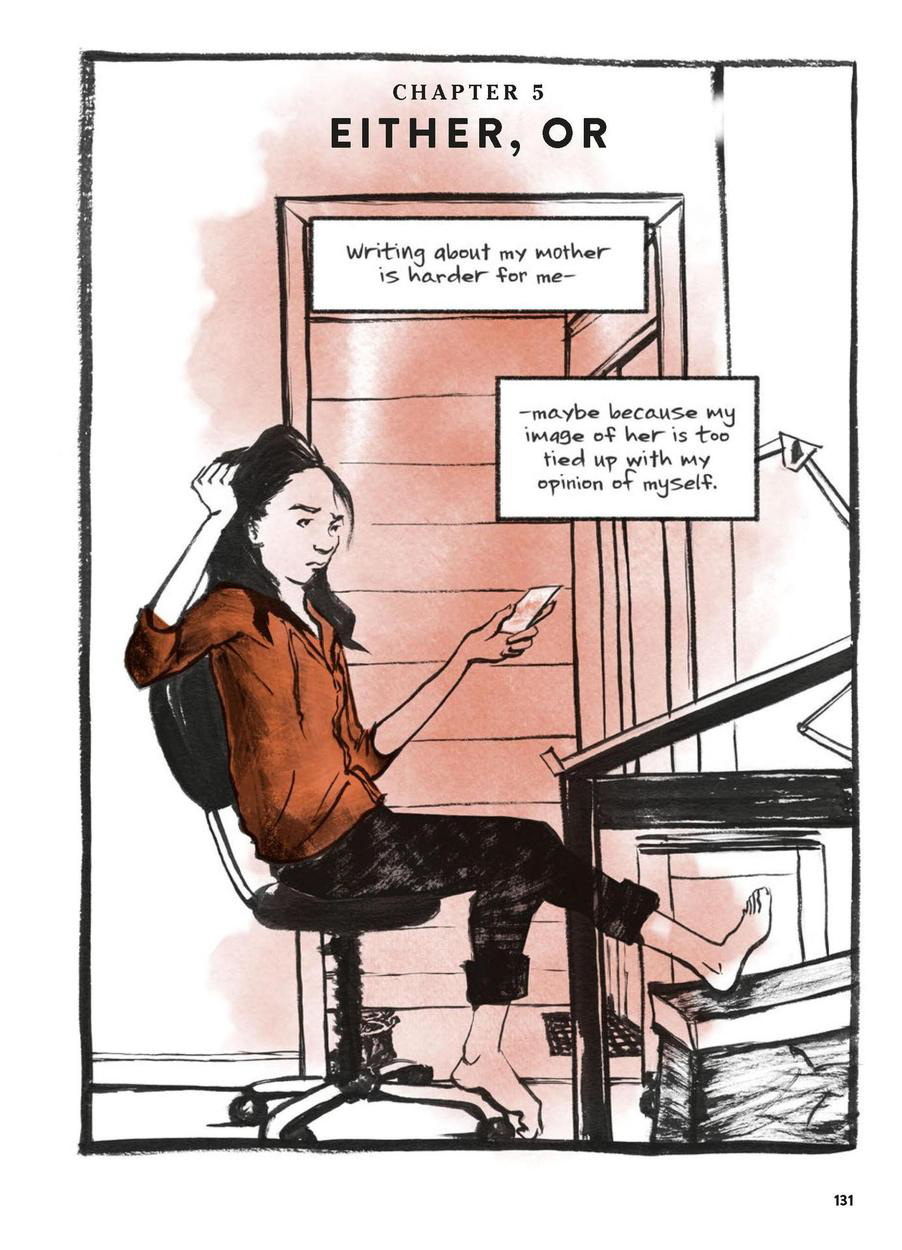 CHAPTER 5
EITHER, OR
Writing about my mother
is harder for me—
—maybe because my
image of her is too
tied up with my
opinion of myself.
131